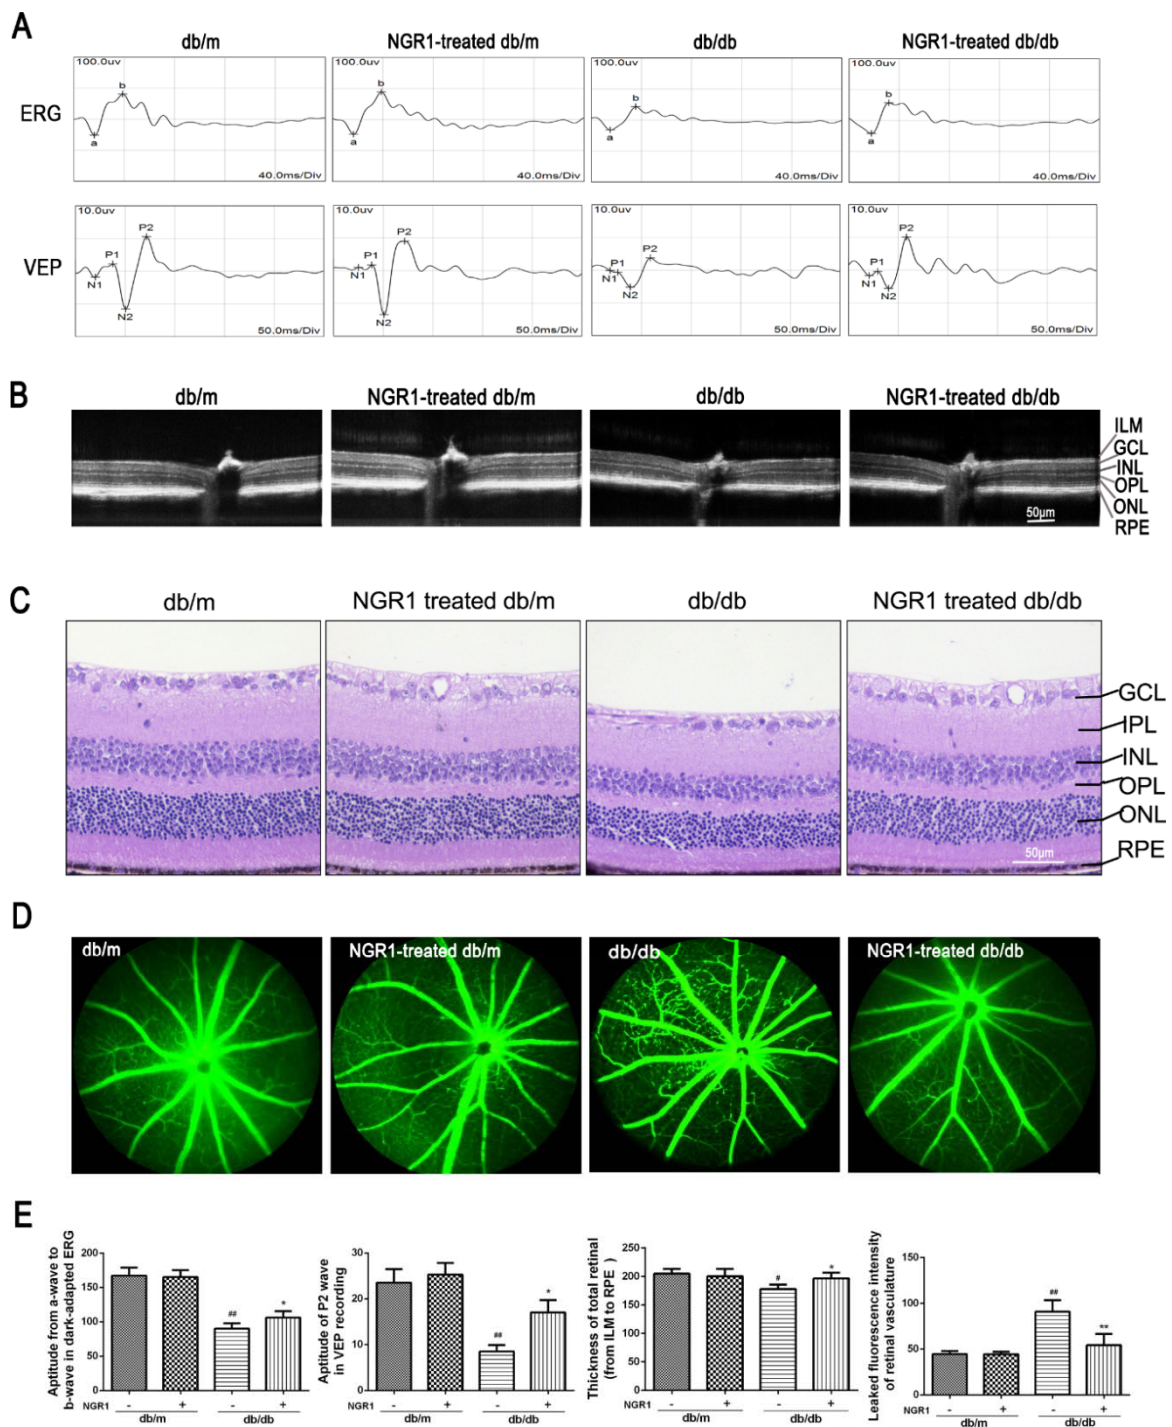 A
db/m NGR1-treated db/m db/db NGR1-treated db/db
ERG
100.0uv 100.0uv 100.0uv 100.0uv
b b b b
a a a a
40.0ms/Div 40.0ms/Div 40.0ms/Div 40.0ms/Div
VEP
10.0uv 10.0uv 10.0uv 10.0uv
P1 P2 P1 P2 P1 P2 P1 P2
N1 N2 N1 N2 N1 N2 N1 N2
50.0ms/Div 50.0ms/Div 50.0ms/Div 50.0ms/Div
B
db/m NGR1-treated db/m db/db NGR1-treated db/db
ILM
GCL
INL
OPL
ONL
RPE
50μm
C
db/m NGR1 treated db/m db/db NGR1 treated db/db
GCL
IPL
INL
OPL
ONL
RPE
50μm
D
db/m NGR1-treated db/m db/db NGR1-treated db/db
E
Aptitude from a-wave to
b-wave in dark-adapted ERG
200
150
100
50
0
## *
NGR1 - + - +
db/m db/db
Aptitude of P2 wave
in VEP recording
30
20
10
0
## *
NGR1 - + - +
db/m db/db
Thickness of total retinal
(from ILM to RPE )
250
200
150
100
50
0
# *
NGR1 - + - +
db/m db/db
Leaked fluorescence intensity
of retinal vasculature
150
100
50
0
## **
NGR1 - + - +
db/m db/db